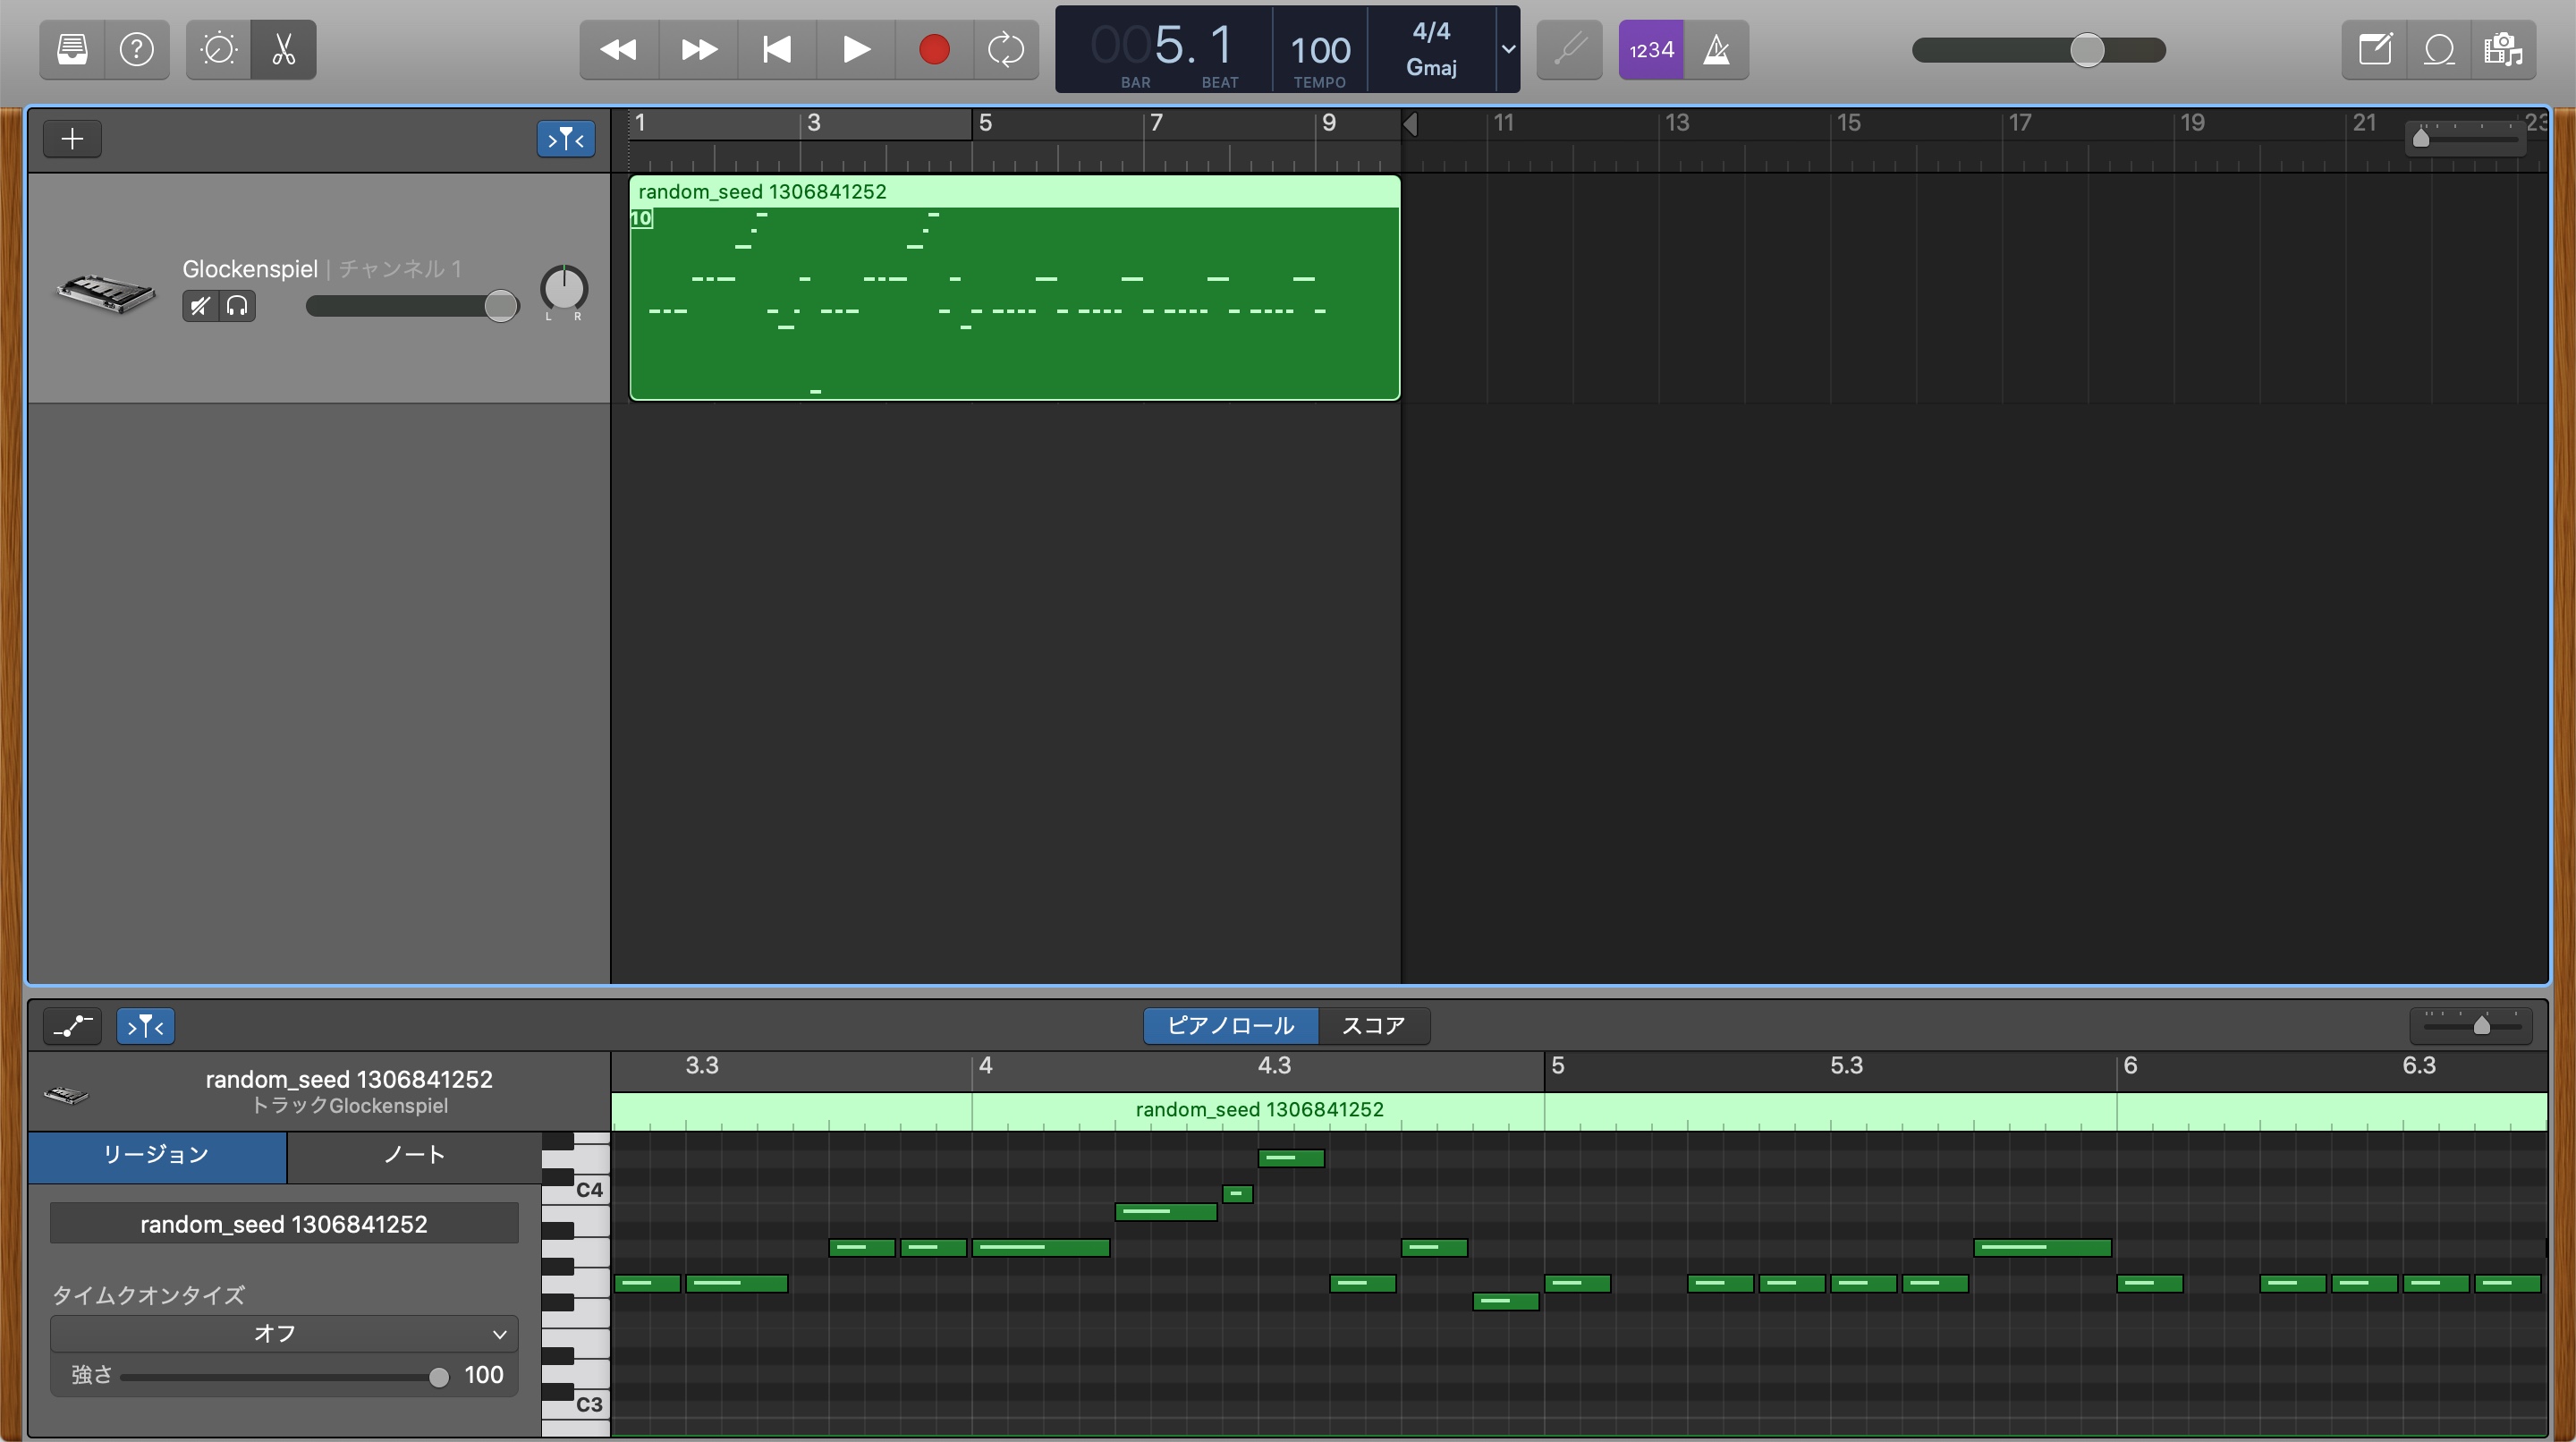 005. 1
BAR BEAT
100
TEMPO
4/4
Gmaj
1234
1 3 5 7 9 11 13 15 17 19 21 23
random_seed 1306841252
10
Glockenspiel | チャンネル 1
L R
ピアノロール スコア
random_seed 1306841252
トラックGlockenspiel
3.3 4 4.3 5 5.3 6 6.3
random_seed 1306841252
リージョン ノート
random_seed 1306841252
タイムクオンタイズ
オフ
強さ 100
C4
C3